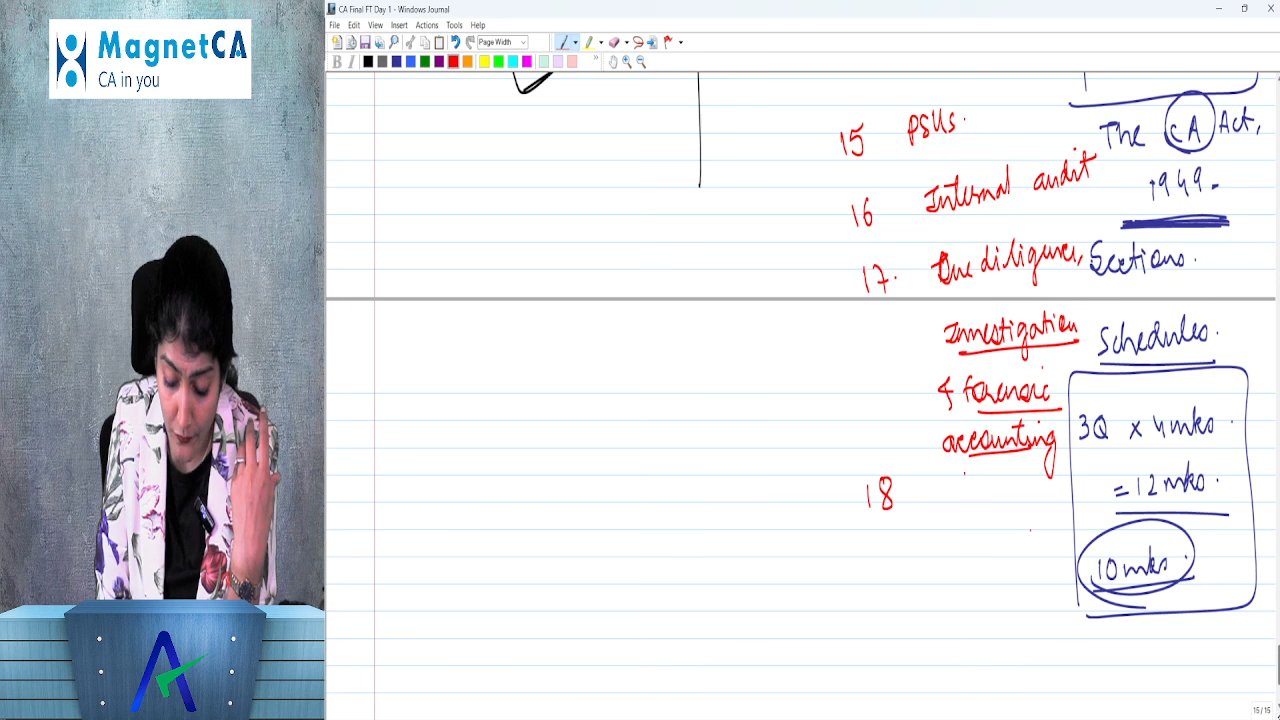 CA Final FT Day 1 - Windows Journal
File Edit View Insert Actions Tools Help
Page Width
B I
MagnetCA
CA in you
15 PSUs.
16 Internal audit
17. Due diligence,
Investigation
& forensic
accounting
18
The CA Act,
1949.
Sections.
Schedules.
3Q x 4mks.
= 12 mks.
10 mks.
15 / 15